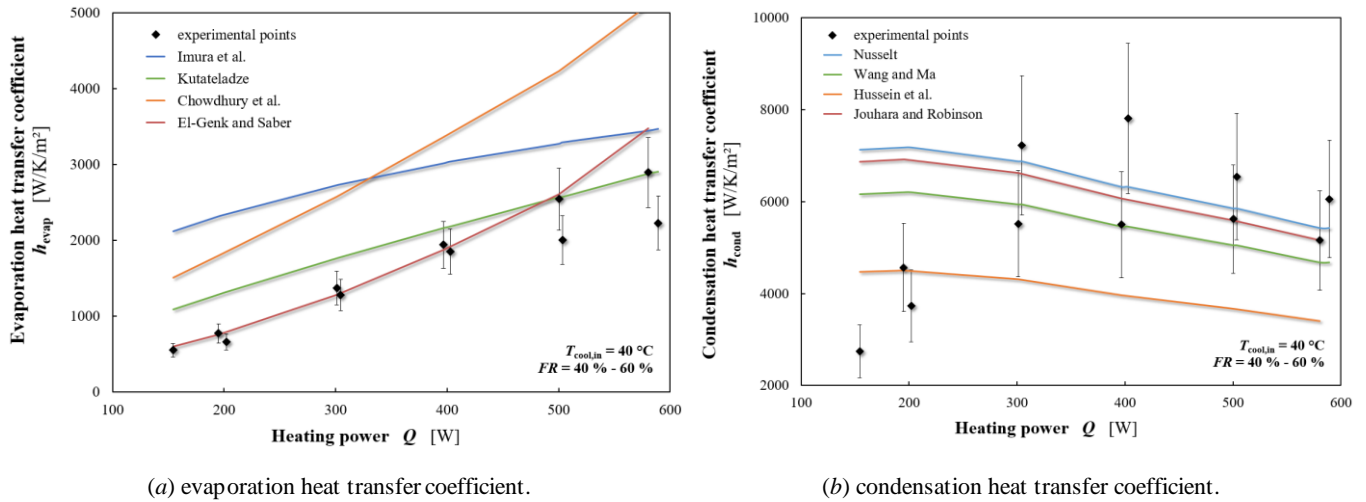 5000
4000
3000
2000
1000
0
100
200
300
400
500
600
Evaporation heat transfer coefficient
hevap [W/K/m²]
experimental points
Imura et al.
Kutateladze
Chowdhury et al.
El-Genk and Saber
Tcool,in = 40 °C
FR = 40 % - 60 %
Heating power Q [W]
(a) evaporation heat transfer coefficient.
10000
8000
6000
4000
2000
100
200
300
400
500
600
Condensation heat transfer coefficient
hcond [W/K/m²]
experimental points
Nusselt
Wang and Ma
Hussein et al.
Jouhara and Robinson
Tcool,in = 40 °C
FR = 40 % - 60 %
Heating power Q [W]
(b) condensation heat transfer coefficient.